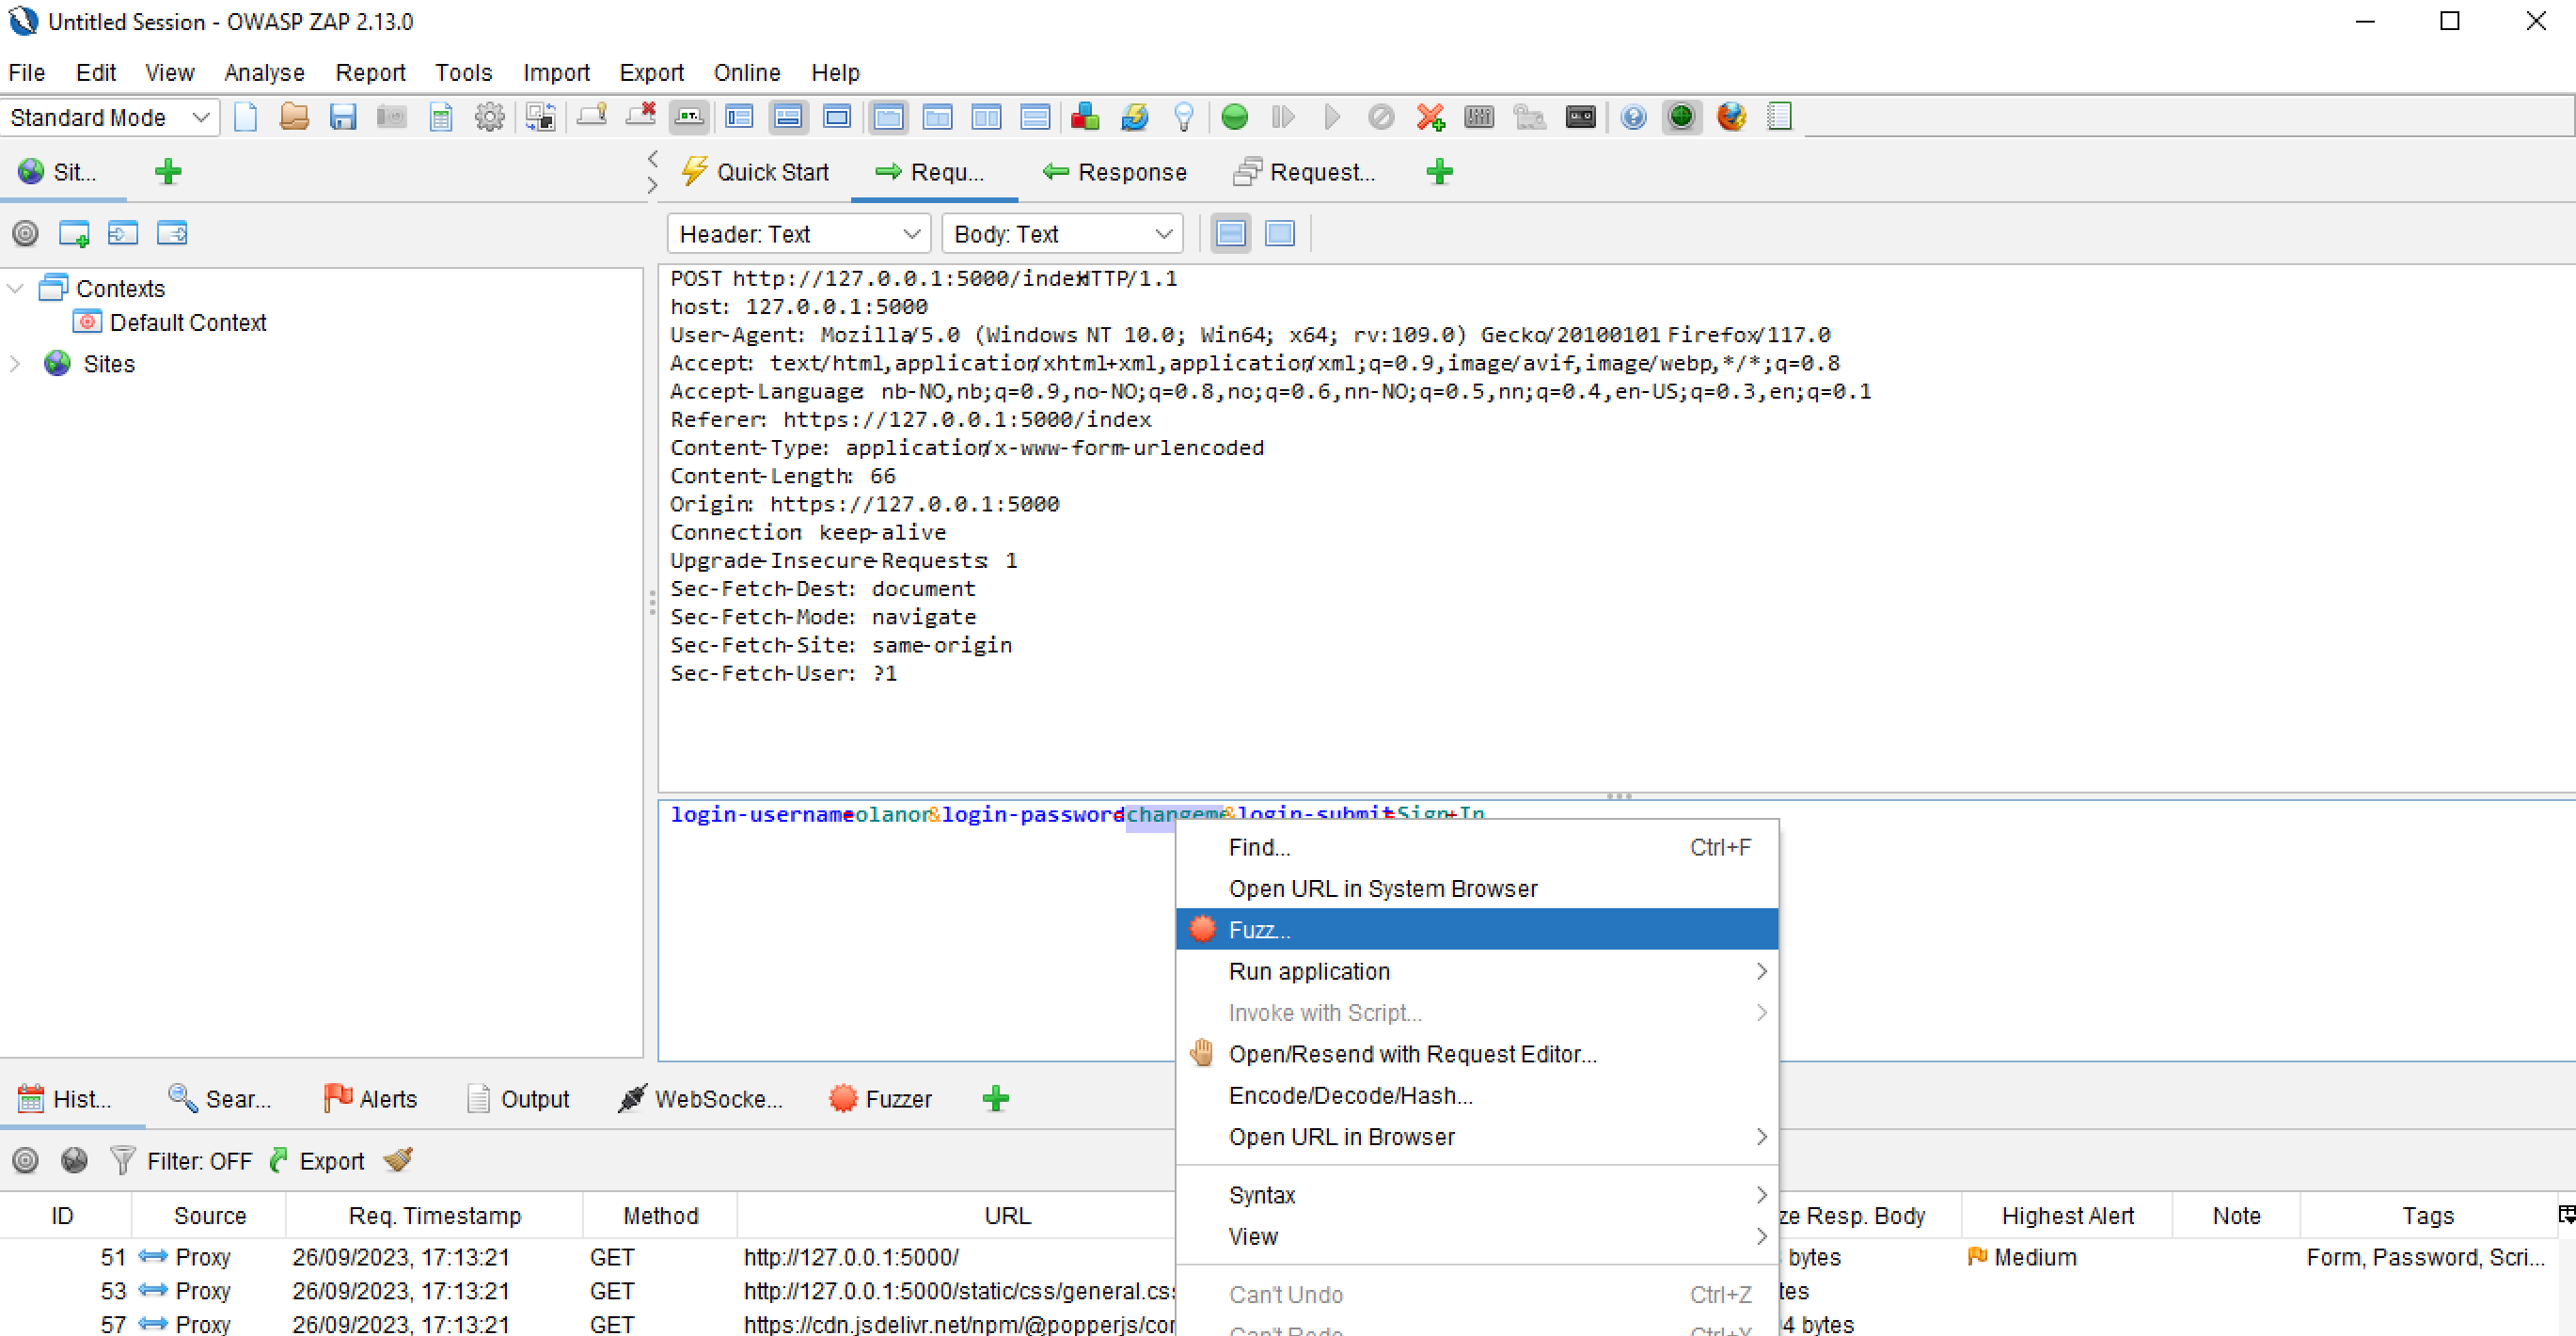 Untitled Session - OWASP ZAP 2.13.0
File Edit View Analyse Report Tools Import Export Online Help
Standard Mode
Sit...
Quick Start Requ... Response Request...
Header: Text Body: Text
Contexts
Default Context
Sites
POST http://127.0.0.1:5000/index HTTP/1.1
host: 127.0.0.1:5000
User-Agent: Mozilla/5.0 (Windows NT 10.0; Win64; x64; rv:109.0) Gecko/20100101 Firefox/117.0
Accept: text/html,application/xhtml+xml,application/xml;q=0.9,image/avif,image/webp,*/*;q=0.8
Accept-Language: nb-NO,nb;q=0.9,no-NO;q=0.8,no;q=0.6,nn-NO;q=0.5,nn;q=0.4,en-US;q=0.3,en;q=0.1
Referer: https://127.0.0.1:5000/index
Content-Type: application/x-www-form-urlencoded
Content-Length: 66
Origin: https://127.0.0.1:5000
Connection: keep-alive
Upgrade-Insecure-Requests: 1
Sec-Fetch-Dest: document
Sec-Fetch-Mode: navigate
Sec-Fetch-Site: same-origin
Sec-Fetch-User: ?1
login-username=olanor&login-password=changeme&login-submit=Sign+In
Find... Ctrl+F
Open URL in System Browser
Fuzz...
Run application
Invoke with Script...
Open/Resend with Request Editor...
Encode/Decode/Hash...
Open URL in Browser
Syntax
View
Can't Undo Ctrl+Z
Can't Redo Ctrl+Y
Hist... Sear... Alerts Output WebSocke... Fuzzer
Filter: OFF Export
ID Source Req. Timestamp Method URL ze Resp. Body Highest Alert Note Tags
51 Proxy 26/09/2023, 17:13:21 GET http://127.0.0.1:5000/ bytes Medium Form, Password, Scri...
53 Proxy 26/09/2023, 17:13:21 GET http://127.0.0.1:5000/static/css/general.css tes
57 Proxy 26/09/2023, 17:13:21 GET https://cdn.jsdelivr.net/npm/@popperjs/cor 4 bytes